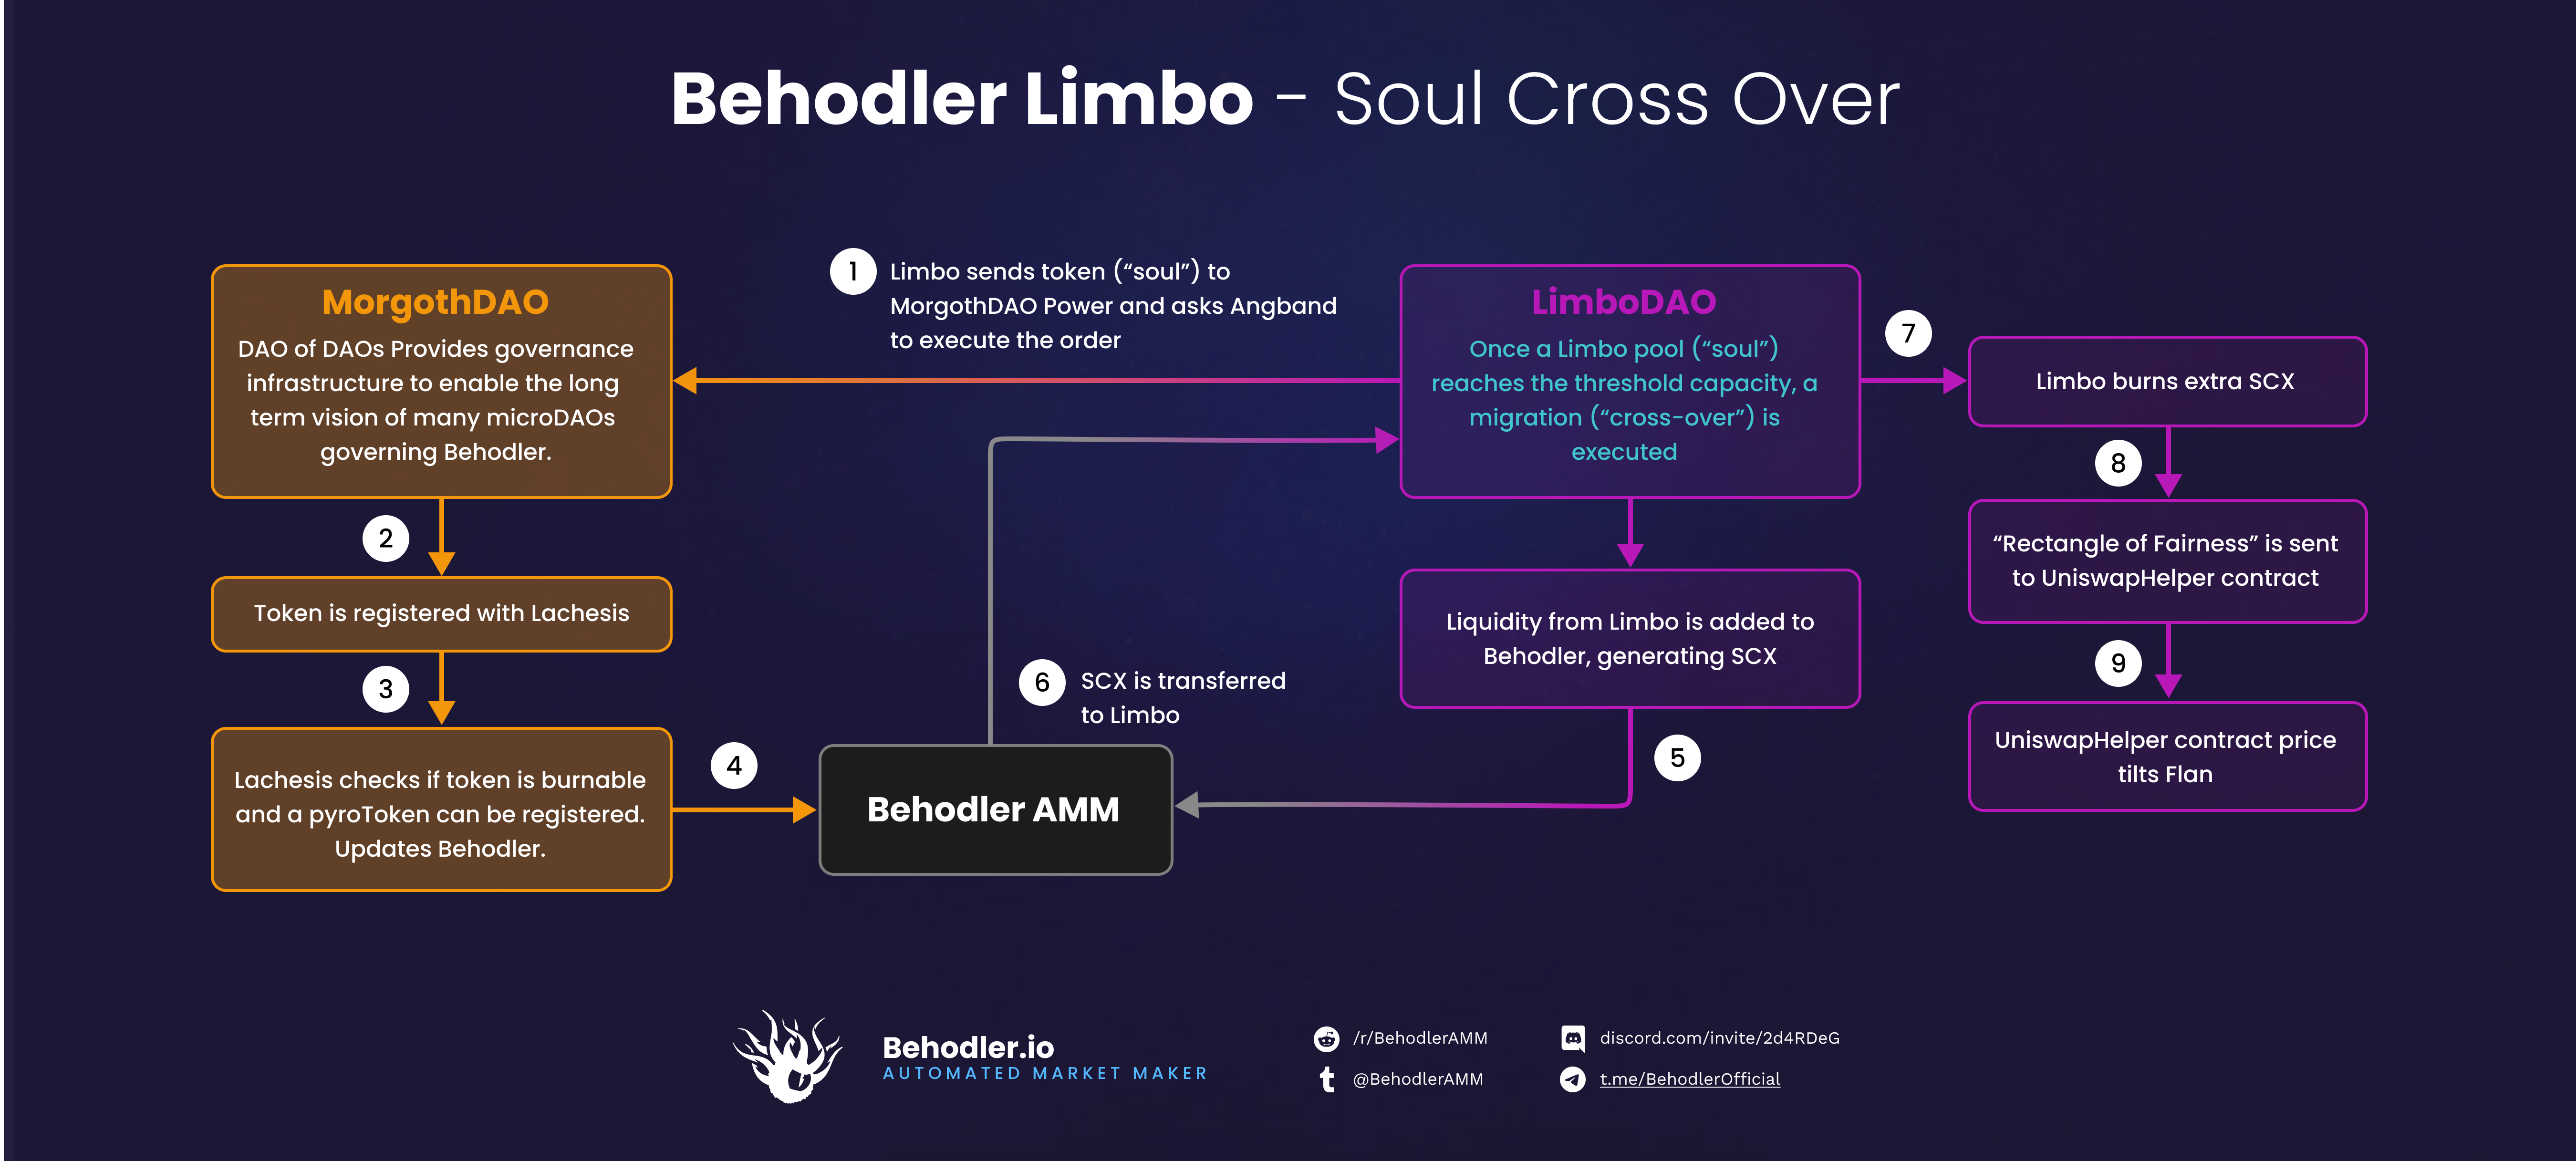 Behodler Limbo - Soul Cross Over
1
Limbo sends token (“soul”) to
MorgothDAO Power and asks Angband
to execute the order
MorgothDAO
DAO of DAOs Provides governance
infrastructure to enable the long
term vision of many microDAOs
governing Behodler.
2
Token is registered with Lachesis
3
Lachesis checks if token is burnable
and a pyroToken can be registered.
Updates Behodler.
4
Behodler AMM
6
SCX is transferred
to Limbo
LimboDAO
Once a Limbo pool (“soul”)
reaches the threshold capacity, a
migration (“cross-over”) is
executed
Liquidity from Limbo is added to
Behodler, generating SCX
5
7
Limbo burns extra SCX
8
“Rectangle of Fairness” is sent
to UniswapHelper contract
9
UniswapHelper contract price
tilts Flan
Behodler.io
AUTOMATED MARKET MAKER
/r/BehodlerAMM
t @BehodlerAMM
discord.com/invite/2d4RDeG
t.me/BehodlerOfficial